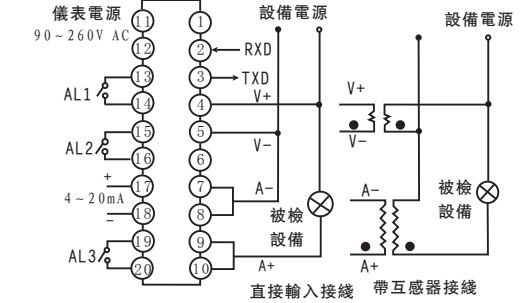 儀表電源
90～260V AC
11
12
13
14
15
16
17
18
19
20
1
2
3
4
5
6
7
8
9
10
AL1
AL2
+
4～20mA
−
AL3
RXD
TXD
V+
V−
A−
A+
設備電源
被檢
設備
直接輸入接綫
設備電源
V+
V−
A−
A+
被檢
設備
帶互感器接綫